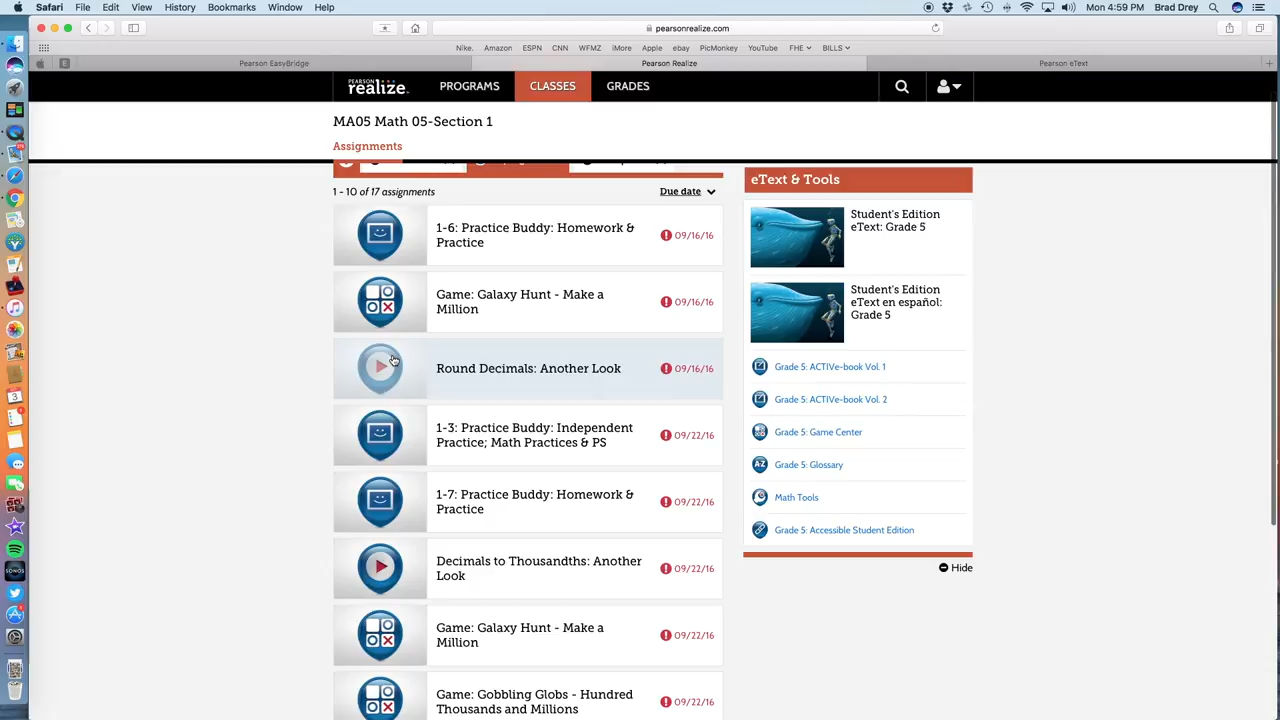 Safari File Edit View History Bookmarks Window Help
Mon 4:59 PM Brad Drey
pearsonrealize.com
Nike. Amazon ESPN CNN WFMZ iMore Apple ebay PicMonkey YouTube FHE BILLS
Pearson EasyBridge
Pearson Realize
Pearson eText
PEARSON
realize™
PROGRAMS
CLASSES
GRADES
MA05 Math 05-Section 1
Assignments
1 - 10 of 17 assignments
Due date
1-6: Practice Buddy: Homework &
Practice
09/16/16
Game: Galaxy Hunt - Make a
Million
09/16/16
Round Decimals: Another Look
09/16/16
1-3: Practice Buddy: Independent
Practice; Math Practices & PS
09/22/16
1-7: Practice Buddy: Homework &
Practice
09/22/16
Decimals to Thousandths: Another
Look
09/22/16
Game: Galaxy Hunt - Make a
Million
09/22/16
Game: Gobbling Globs - Hundred
Thousands and Millions
09/22/16
eText & Tools
Student's Edition
eText: Grade 5
Student's Edition
eText en español:
Grade 5
Grade 5: ACTIVe-book Vol. 1
Grade 5: ACTIVe-book Vol. 2
Grade 5: Game Center
AZ
Grade 5: Glossary
Math Tools
Grade 5: Accessible Student Edition
Hide